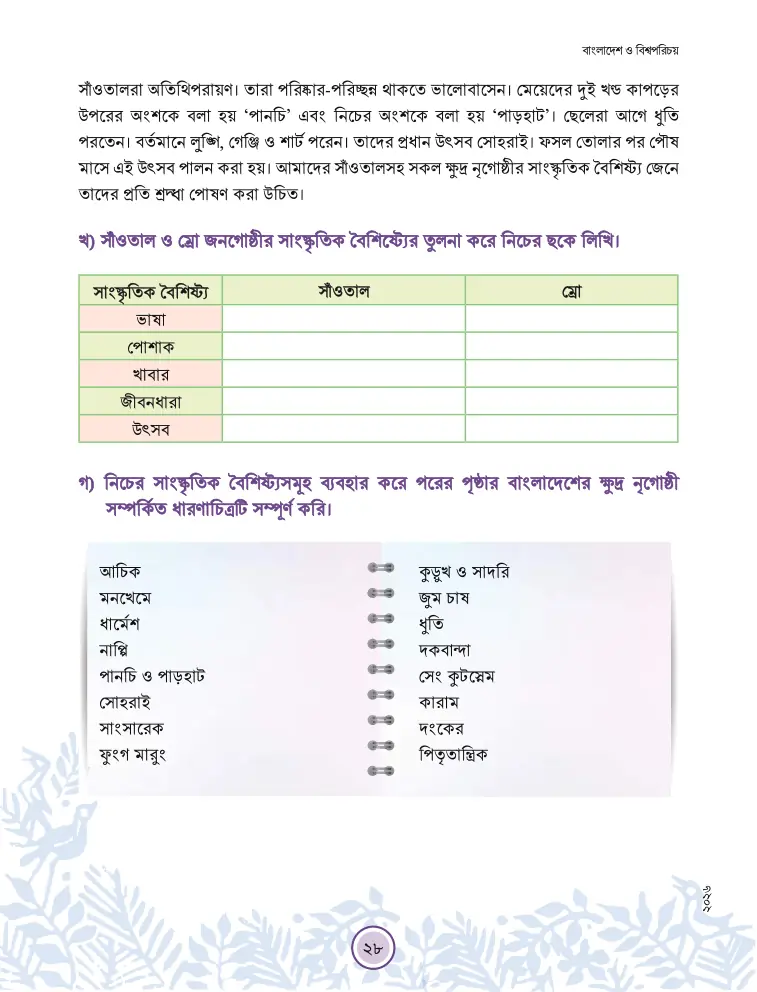 বাংলাদেশ ও বিশ্বপরিচয়
সাঁওতালরা অতিথিপরায়ণ। তারা পরিষ্কার-পরিচ্ছন্ন থাকতে ভালোবাসেন। মেয়েদের দুই খন্ড কাপড়ের
উপরের অংশকে বলা হয় ‘পানচি’ এবং নিচের অংশকে বলা হয় ‘পাড়হাট’। ছেলেরা আগে ধুতি
পরতেন। বর্তমানে লুঙ্গি, গেঞ্জি ও শার্ট পরেন। তাদের প্রধান উৎসব সোহরাই। ফসল তোলার পর পৌষ
মাসে এই উৎসব পালন করা হয়। আমাদের সাঁওতালসহ সকল ক্ষুদ্র নৃগোষ্ঠীর সাংস্কৃতিক বৈশিষ্ট্য জেনে
তাদের প্রতি শ্রদ্ধা পোষণ করা উচিত।
খ) সাঁওতাল ও ম্রো জনগোষ্ঠীর সাংস্কৃতিক বৈশিষ্ট্যের তুলনা করে নিচের ছকে লিখি।
সাংস্কৃতিক বৈশিষ্ট্য সাঁওতাল ম্রো
ভাষা
পোশাক
খাবার
জীবনধারা
উৎসব
গ) নিচের সাংস্কৃতিক বৈশিষ্ট্যসমূহ ব্যবহার করে পরের পৃষ্ঠার বাংলাদেশের ক্ষুদ্র নৃগোষ্ঠী
সম্পর্কিত ধারণাচিত্রটি সম্পূর্ণ করি।
আচিক
মনখেমে
ধার্মেশ
নাপ্পি
পানচি ও পাড়হাট
সোহরাই
সাংসারেক
ফুংগ মারুং
কুড়ুখ ও সাদরি
জুম চাষ
ধুতি
দকবান্দা
সেং কুটস্নেম
কারাম
দংকের
পিতৃতান্ত্রিক
২০২৬
২৮